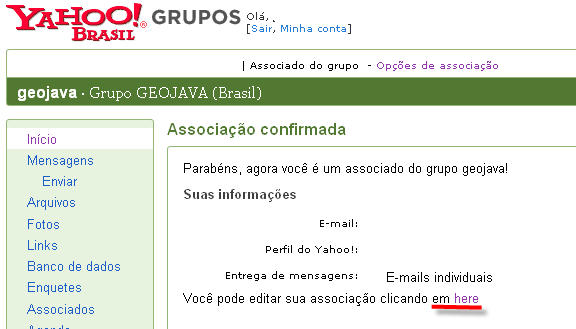 YAHOO! GRUPOS
BRASIL
Olá, .
[Sair, Minha conta]
| Associado do grupo - Opções de associação
geojava · Grupo GEOJAVA (Brasil)
Início
Mensagens
Enviar
Arquivos
Fotos
Links
Banco de dados
Enquetes
Associados
Agenda
Associação confirmada
Parabéns, agora você é um associado do grupo geojava!
Suas informações
E-mail:
Perfil do Yahoo!:
Entrega de mensagens: E-mails individuais
Você pode editar sua associação clicando em here